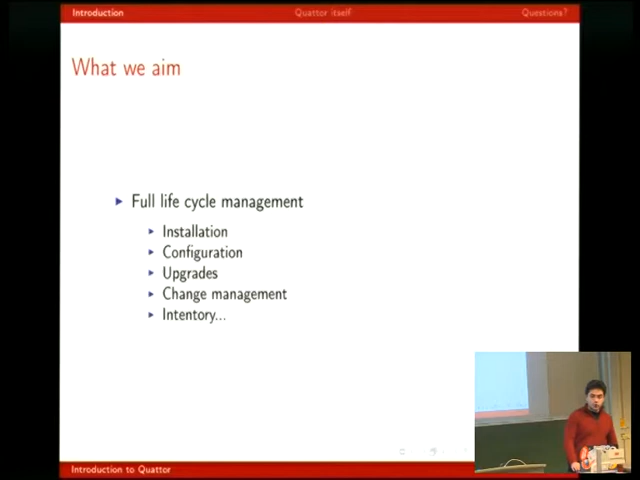 Introduction
Quattor itself
Questions?
What we aim
Full life cycle management
Installation
Configuration
Upgrades
Change management
Intentory...
Introduction to Quattor